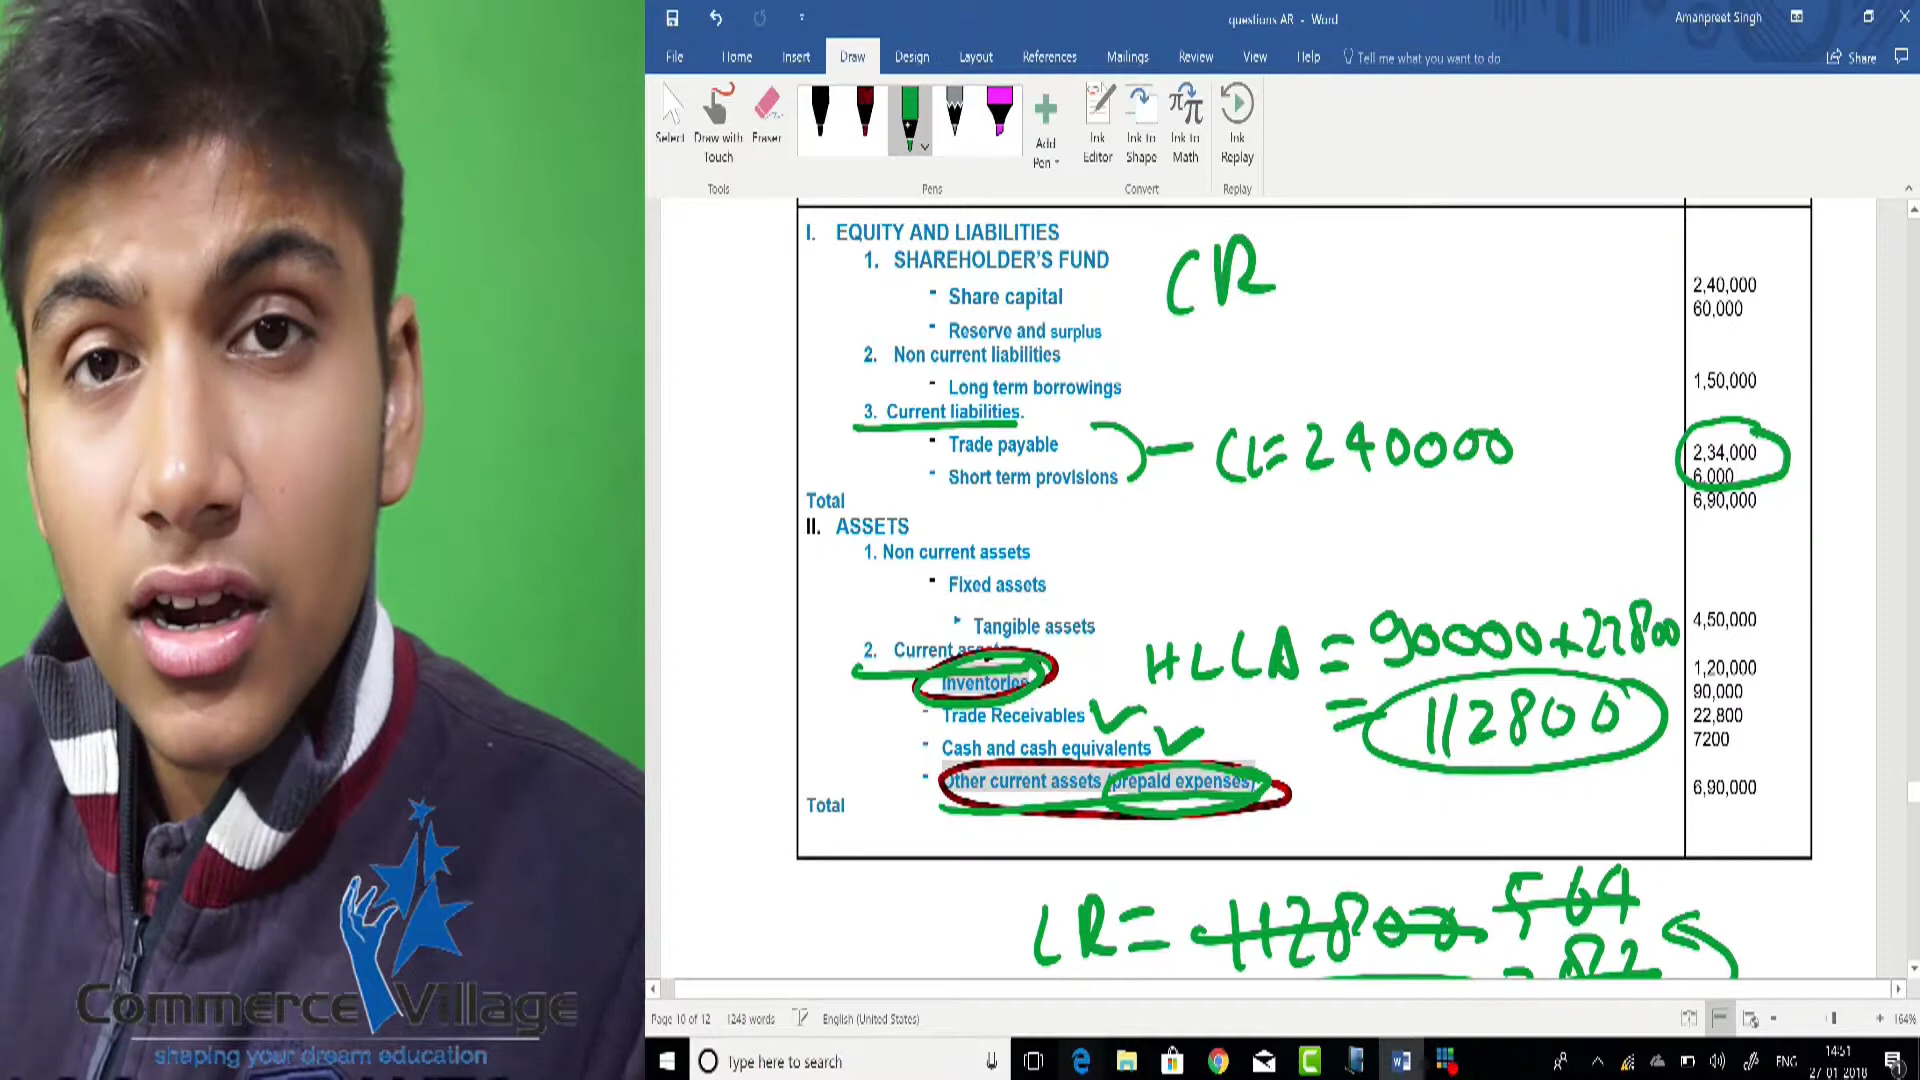 questions AR - Word
Amanpreet Singh
File Home Insert Draw Design Layout References Mailings Review View Help Tell me what you want to do Share
Select Draw with Touch Eraser Add Pen Ink Editor Ink to Shape Ink to Math Ink Replay
Tools Pens Convert Replay
I. EQUITY AND LIABILITIES
1. SHAREHOLDER'S FUND
CR
- Share capital 2,40,000
- Reserve and surplus 60,000
2. Non current liabilities
- Long term borrowings 1,50,000
3. Current liabilities.
- Trade payable 2,34,000
CL= 240000
- Short term provisions 6,000
Total 6,90,000
II. ASSETS
1. Non current assets
- Fixed assets
Tangible assets 4,50,000
= 90000+22800
2. Current assets
Inventories 1,20,000
- Trade Receivables 90,000
= 112800
- Cash and cash equivalents 22,800
- Other current assets (prepaid expenses) 7200
Total 6,90,000
LR= 112800 564
Commerce Village
shaping your dream education
Page 10 of 12 1243 words English (United States) 164%
Type here to search
ENG 14:51
27-01-2018